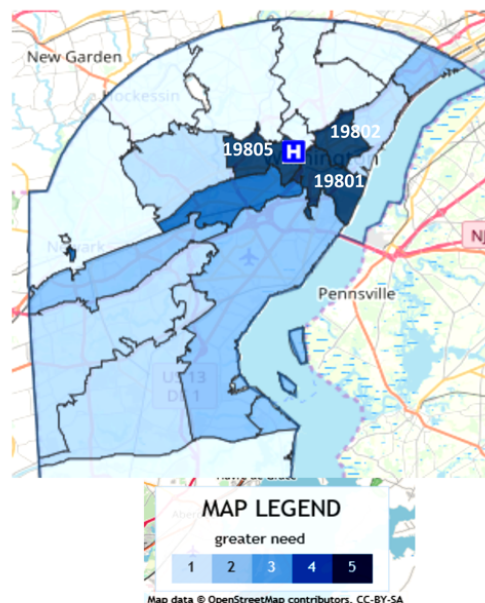 New Garden
Hockessin
19802
19805
H
19801
Newark
NJ
Pennsville
US 13
DE 1
MAP LEGEND
greater need
1 2 3 4 5
Map data © OpenStreetMap contributors, CC-BY-SA